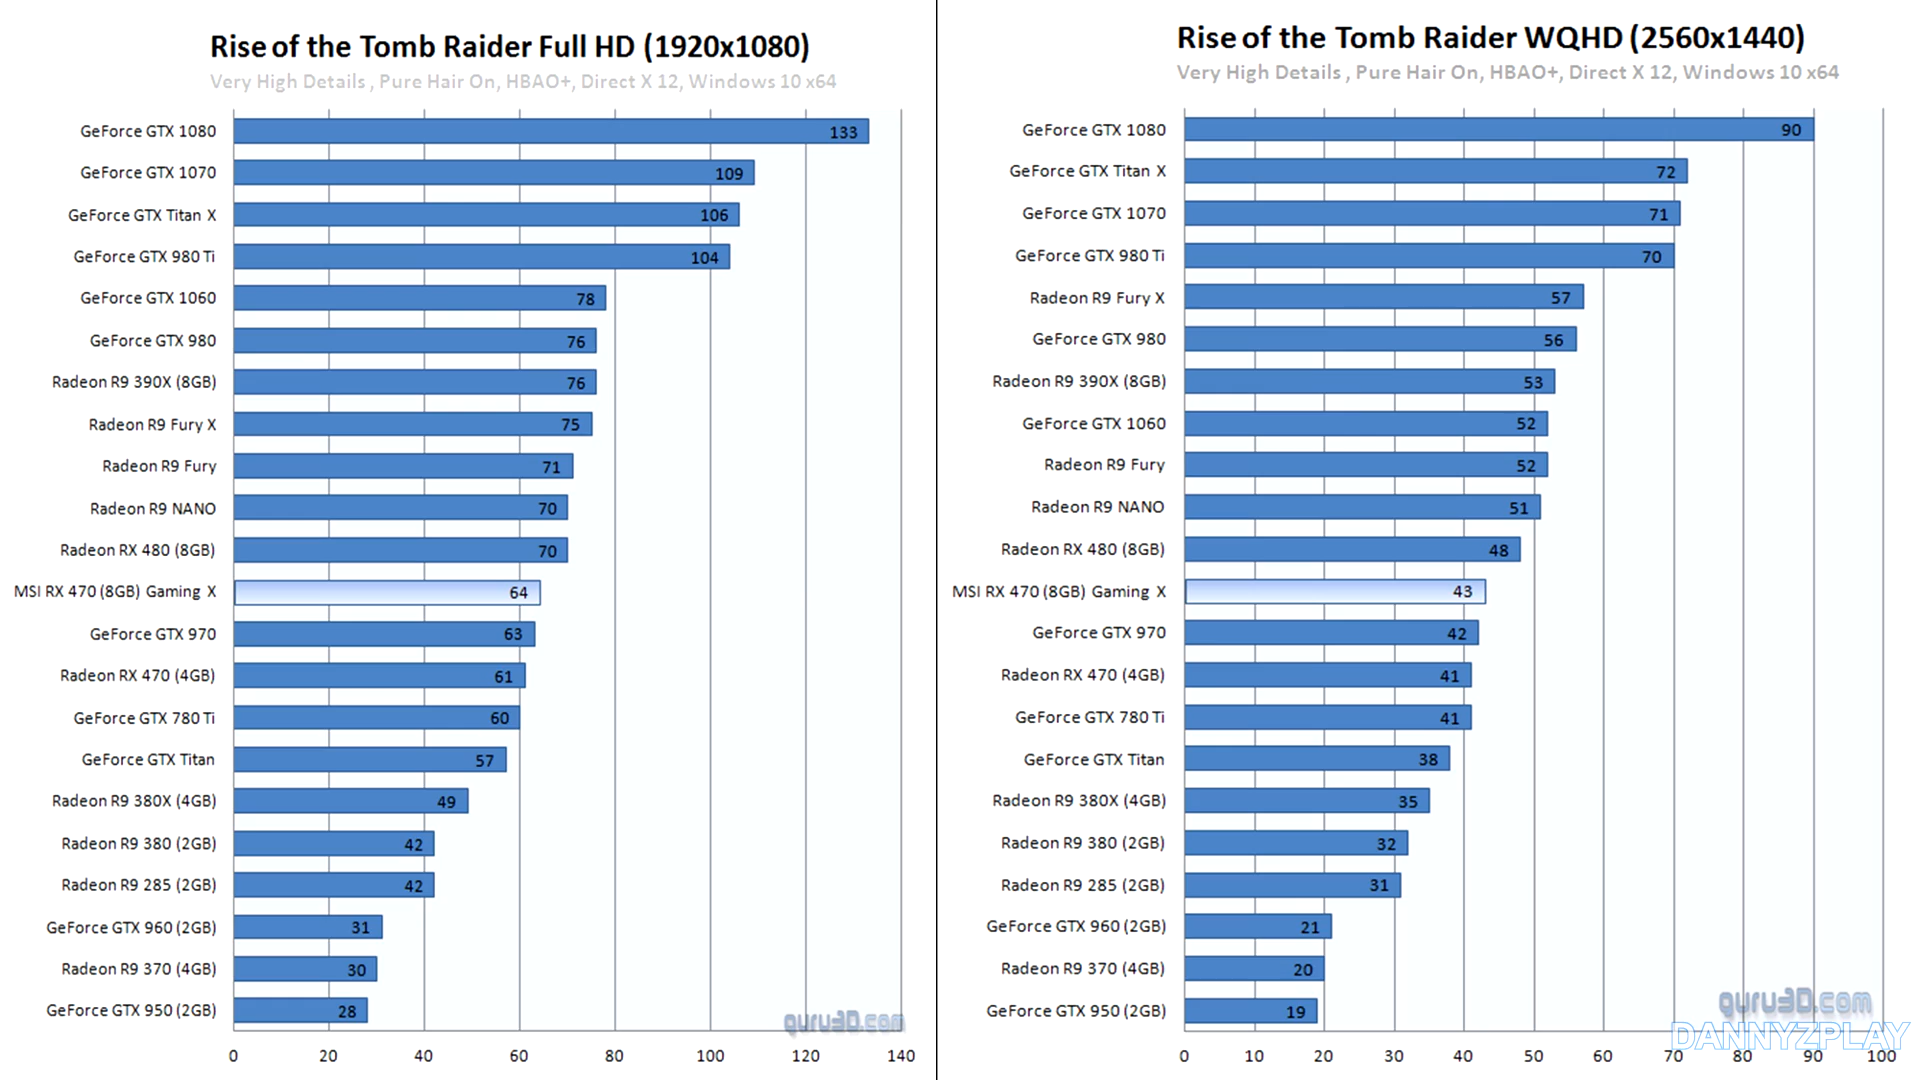 Rise of the Tomb Raider Full HD (1920x1080)
Very High Details , Pure Hair On, HBAO+, Direct X 12, Windows 10 x64
GeForce GTX 1080 133
GeForce GTX 1070 109
GeForce GTX Titan X 106
GeForce GTX 980 Ti 104
GeForce GTX 1060 78
GeForce GTX 980 76
Radeon R9 390X (8GB) 76
Radeon R9 Fury X 75
Radeon R9 Fury 71
Radeon R9 NANO 70
Radeon RX 480 (8GB) 70
MSI RX 470 (8GB) Gaming X 64
GeForce GTX 970 63
Radeon RX 470 (4GB) 61
GeForce GTX 780 Ti 60
GeForce GTX Titan 57
Radeon R9 380X (4GB) 49
Radeon R9 380 (2GB) 42
Radeon R9 285 (2GB) 42
GeForce GTX 960 (2GB) 31
Radeon R9 370 (4GB) 30
GeForce GTX 950 (2GB) 28
guru3D.com
0 20 40 60 80 100 120 140
Rise of the Tomb Raider WQHD (2560x1440)
Very High Details , Pure Hair On, HBAO+, Direct X 12, Windows 10 x64
GeForce GTX 1080 90
GeForce GTX Titan X 72
GeForce GTX 1070 71
GeForce GTX 980 Ti 70
Radeon R9 Fury X 57
GeForce GTX 980 56
Radeon R9 390X (8GB) 53
GeForce GTX 1060 52
Radeon R9 Fury 52
Radeon R9 NANO 51
Radeon RX 480 (8GB) 48
MSI RX 470 (8GB) Gaming X 43
GeForce GTX 970 42
Radeon RX 470 (4GB) 41
GeForce GTX 780 Ti 41
GeForce GTX Titan 38
Radeon R9 380X (4GB) 35
Radeon R9 380 (2GB) 32
Radeon R9 285 (2GB) 31
GeForce GTX 960 (2GB) 21
Radeon R9 370 (4GB) 20
GeForce GTX 950 (2GB) 19
guru3D.com
DANNYZPLAY
0 10 20 30 40 50 60 70 80 90 100